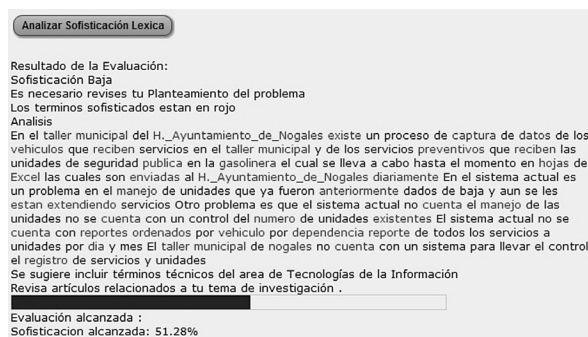 Analizar Sofisticación Lexica
Resultado de la Evaluación:
Sofisticación Baja
Es necesario revises tu Planteamiento del problema
Los terminos sofisticados estan en rojo
Analisis
En el taller municipal del H._Ayuntamiento_de_Nogales existe un proceso de captura de datos de los
vehiculos que reciben servicios en el taller municipal y de los servicios preventivos que reciben las
unidades de seguridad publica en la gasolinera el cual se lleva a cabo hasta el momento en hojas de
Excel las cuales son enviadas al H._Ayuntamiento_de_Nogales diariamente En el sistema actual es
un problema en el manejo de unidades que ya fueron anteriormente dados de baja y aun se les
estan extendiendo servicios Otro problema es que el sistema actual no cuenta el manejo de las
unidades no se cuenta con un control del numero de unidades existentes El sistema actual no se
cuenta con reportes ordenados por vehiculo por dependencia reporte de todos los servicios a
unidades por dia y mes El taller municipal de nogales no cuenta con un sistema para llevar el control
el registro de servicios y unidades
Se sugiere incluir términos técnicos del area de Tecnologías de la Información
Revisa artículos relacionados a tu tema de investigación .
Evaluación alcanzada :
Sofisticacion alcanzada: 51.28%